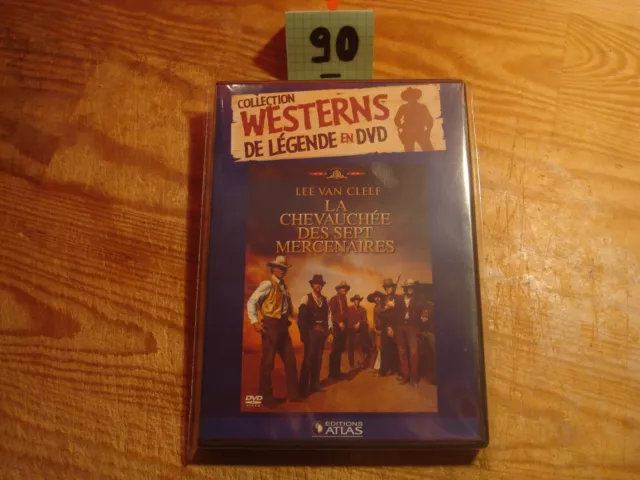 90
COLLECTION
WESTERNS
DE LÉGENDE EN DVD
LEE VAN CLEEF
LA
CHEVAUCHÉE
DES SEPT
MERCENAIRES
DVD
EDITIONS
ATLAS